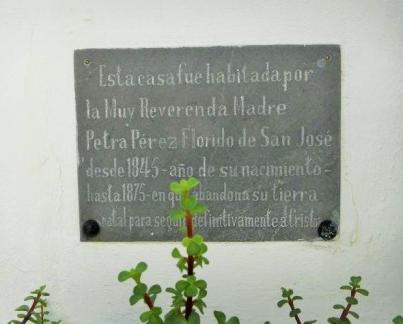 Esta casa fue habitada por
la Muy Reverenda Madre
Petra Pérez Florido de San José
desde 1845 - año de su nacimiento -
hasta 1875 - en que abandona su tierra
natal para seguir definitivamente a Cristo